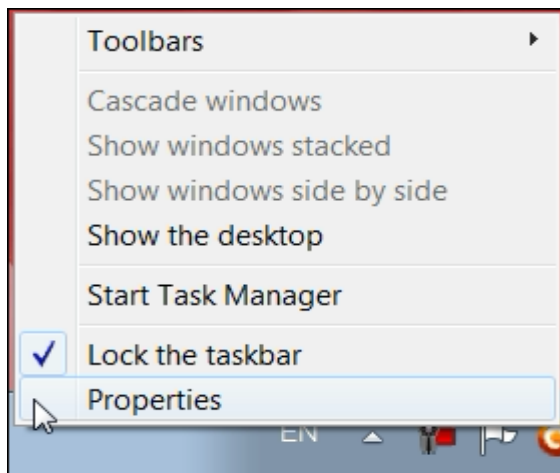 Toolbars
Cascade windows
Show windows stacked
Show windows side by side
Show the desktop
Start Task Manager
Lock the taskbar
Properties
EN